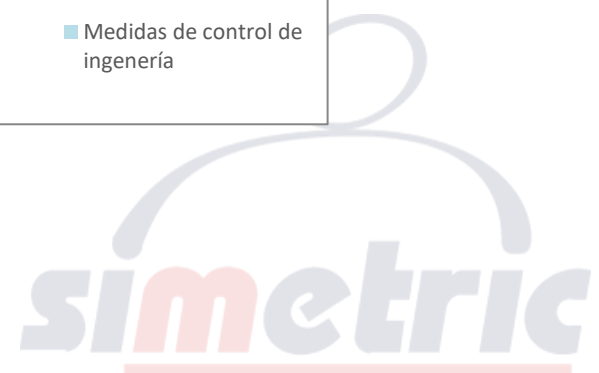 Medidas de control de
ingenería
simetric